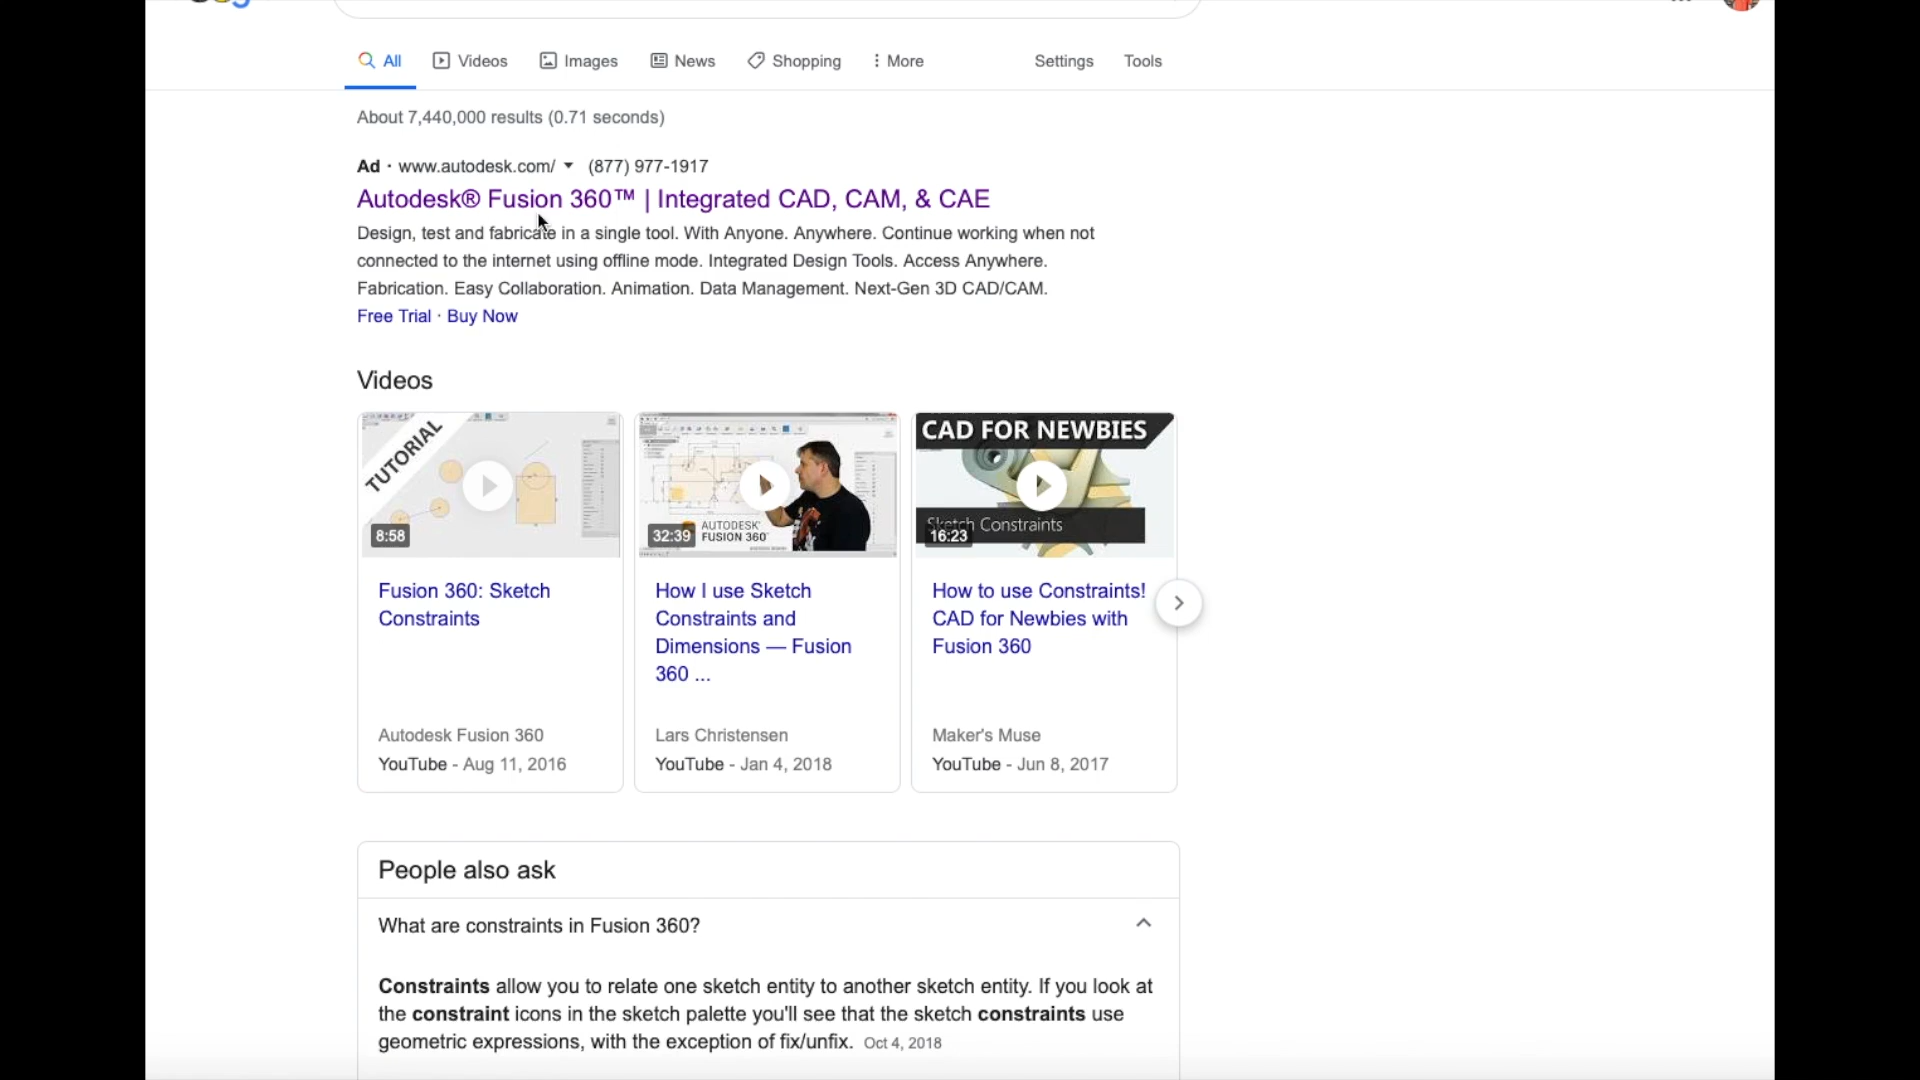 All Videos Images News Shopping More Settings Tools
About 7,440,000 results (0.71 seconds)
Ad · www.autodesk.com/ (877) 977-1917
Autodesk® Fusion 360™ | Integrated CAD, CAM, & CAE
Design, test and fabricate in a single tool. With Anyone. Anywhere. Continue working when not
connected to the internet using offline mode. Integrated Design Tools. Access Anywhere.
Fabrication. Easy Collaboration. Animation. Data Management. Next-Gen 3D CAD/CAM.
Free Trial · Buy Now
Videos
TUTORIAL
8:58
Fusion 360: Sketch
Constraints
Autodesk Fusion 360
YouTube - Aug 11, 2016
AUTODESK
FUSION 360
32:39
How I use Sketch
Constraints and
Dimensions — Fusion
360 ...
Lars Christensen
YouTube - Jan 4, 2018
CAD FOR NEWBIES
Sketch Constraints
16:23
How to use Constraints!
CAD for Newbies with
Fusion 360
Maker's Muse
YouTube - Jun 8, 2017
People also ask
What are constraints in Fusion 360?
Constraints allow you to relate one sketch entity to another sketch entity. If you look at
the constraint icons in the sketch palette you'll see that the sketch constraints use
geometric expressions, with the exception of fix/unfix. Oct 4, 2018